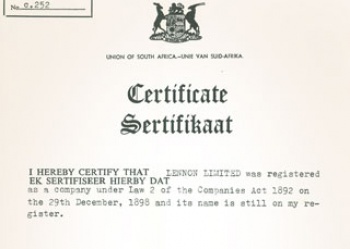 No. c.252
UNION OF SOUTH AFRICA.-UNIE VAN SUID-AFRIKA.
Certificate
Sertifikaat
I HEREBY CERTIFY THAT LENNON LIMITED was registered
EK SERTIFISEER HIERBY DAT
as a company under Law 2 of the Companies Act 1892 on
the 29th December, 1898 and its name is still on my re-
gister.